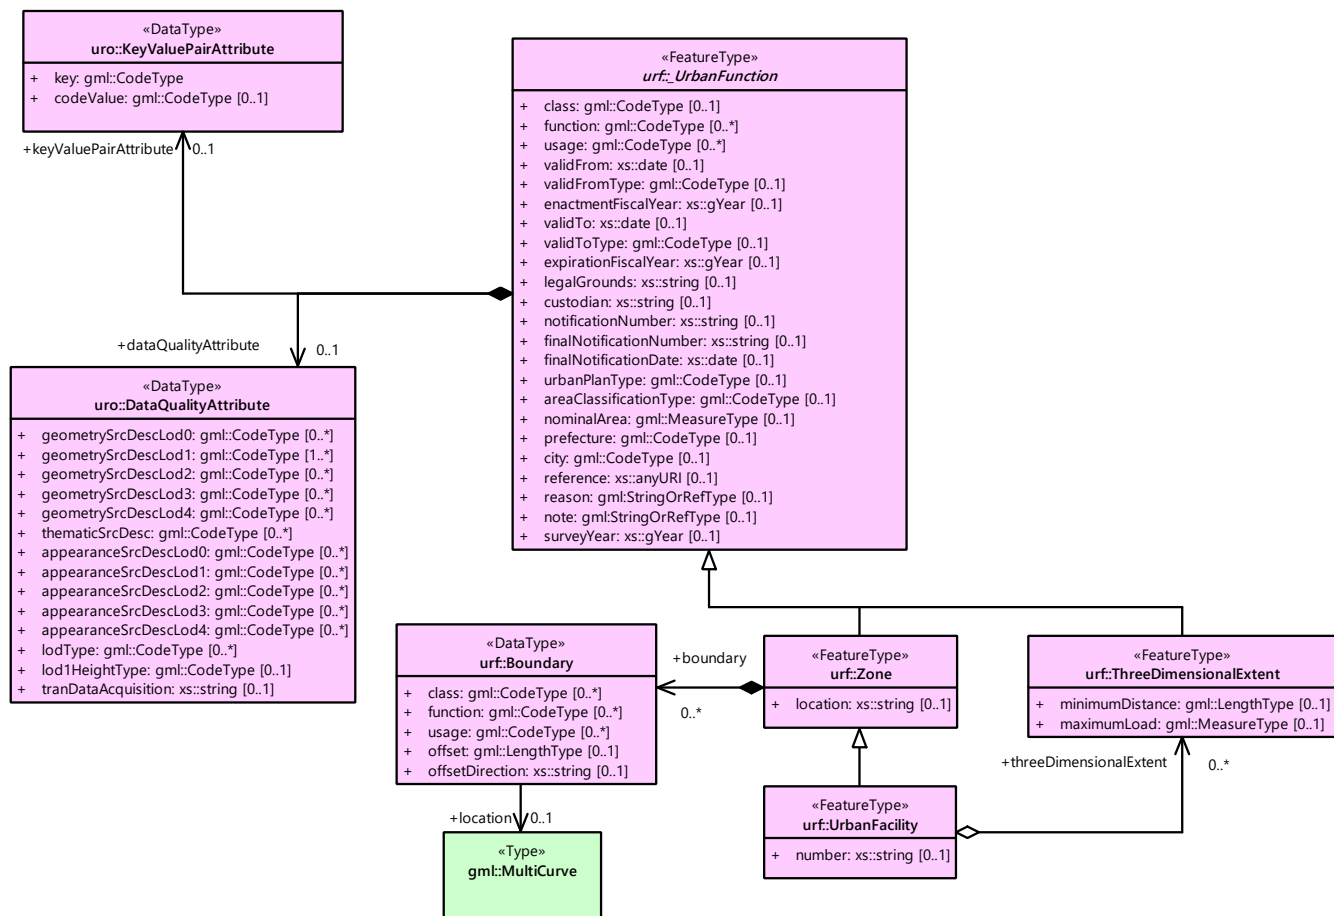 «DataType»
uro::KeyValuePairAttribute
+ key: gml::CodeType
+ codeValue: gml::CodeType [0..1]
+keyValuePairAttribute 0..1
«FeatureType»
urf::_UrbanFunction
+ class: gml::CodeType [0..1]
+ function: gml::CodeType [0..*]
+ usage: gml::CodeType [0..*]
+ validFrom: xs::date [0..1]
+ validFromType: gml::CodeType [0..1]
+ enactmentFiscalYear: xs::gYear [0..1]
+ validTo: xs::date [0..1]
+ validToType: gml::CodeType [0..1]
+ expirationFiscalYear: xs::gYear [0..1]
+ legalGrounds: xs::string [0..1]
+ custodian: xs::string [0..1]
+ notificationNumber: xs::string [0..1]
+ finalNotificationNumber: xs::string [0..1]
+ finalNotificationDate: xs::date [0..1]
+ urbanPlanType: gml::CodeType [0..1]
+ areaClassificationType: gml::CodeType [0..1]
+ nominalArea: gml::MeasureType [0..1]
+ prefecture: gml::CodeType [0..1]
+ city: gml::CodeType [0..1]
+ reference: xs::anyURI [0..1]
+ reason: gml:StringOrRefType [0..1]
+ note: gml:StringOrRefType [0..1]
+ surveyYear: xs::gYear [0..1]
+dataQualityAttribute 0..1
«DataType»
uro::DataQualityAttribute
+ geometrySrcDescLod0: gml::CodeType [0..*]
+ geometrySrcDescLod1: gml::CodeType [1..*]
+ geometrySrcDescLod2: gml::CodeType [0..*]
+ geometrySrcDescLod3: gml::CodeType [0..*]
+ geometrySrcDescLod4: gml::CodeType [0..*]
+ thematicSrcDesc: gml::CodeType [0..*]
+ appearanceSrcDescLod0: gml::CodeType [0..*]
+ appearanceSrcDescLod1: gml::CodeType [0..*]
+ appearanceSrcDescLod2: gml::CodeType [0..*]
+ appearanceSrcDescLod3: gml::CodeType [0..*]
+ appearanceSrcDescLod4: gml::CodeType [0..*]
+ lodType: gml::CodeType [0..*]
+ lod1HeightType: gml::CodeType [0..1]
+ tranDataAcquisition: xs::string [0..1]
«DataType»
urf::Boundary
+ class: gml::CodeType [0..*]
+ function: gml::CodeType [0..*]
+ usage: gml::CodeType [0..*]
+ offset: gml::LengthType [0..1]
+ offsetDirection: xs::string [0..1]
+boundary
0..*
«FeatureType»
urf::Zone
+ location: xs::string [0..1]
«FeatureType»
urf::ThreeDimensionalExtent
+ minimumDistance: gml::LengthType [0..1]
+ maximumLoad: gml::MeasureType [0..1]
+threeDimensionalExtent 0..*
«FeatureType»
urf::UrbanFacility
+ number: xs::string [0..1]
+location 0..1
«Type»
gml::MultiCurve